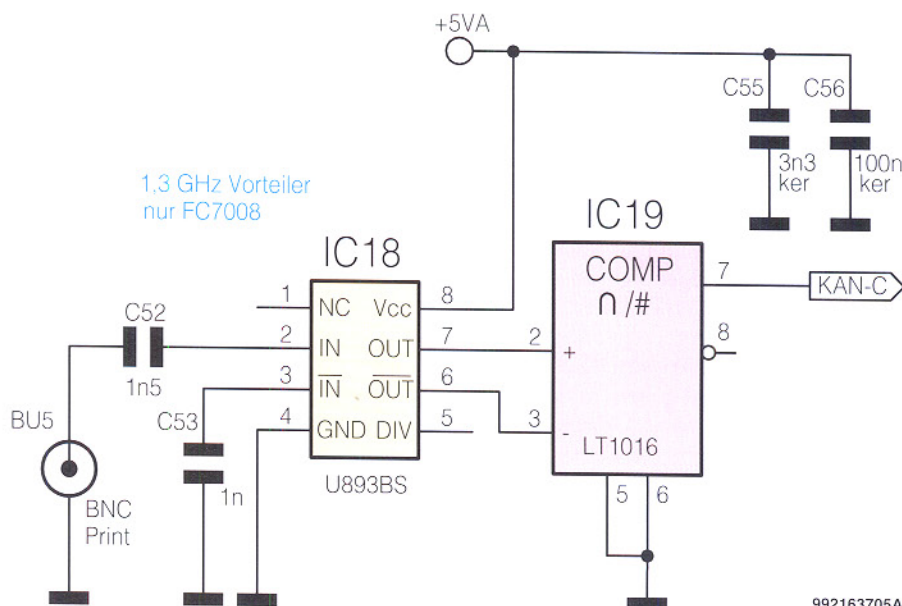 +5VA
C55
C56
3n3
ker
100n
ker
1,3 GHz Vorteiler
nur FC7008
IC18
IC19
COMP
∩ /#
7
KAN-C
8
1
NC
Vcc
8
C52
2
IN
OUT
7
2
+
1n5
3
IN
OUT
6
3
-
BU5
C53
4
GND
DIV
5
LT1016
1n
U893BS
5
6
BNC
Print
992163705A